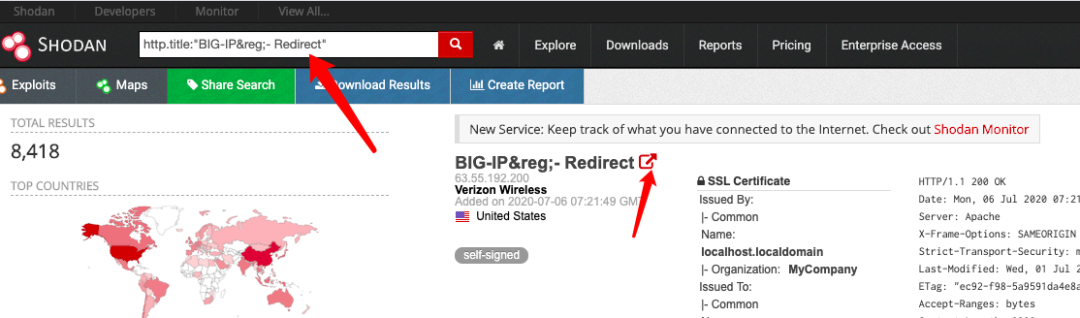 Shodan Developers Monitor View All...
SHODAN http.title:"BIG-IP&reg;- Redirect" Explore Downloads Reports Pricing Enterprise Access
Exploits Maps Share Search Download Results Create Report
TOTAL RESULTS
8,418
TOP COUNTRIES
New Service: Keep track of what you have connected to the Internet. Check out Shodan Monitor
BIG-IP&reg;- Redirect
63.55.192.200
Verizon Wireless
Added on 2020-07-06 07:21:49 GMT
United States
self-signed
SSL Certificate
Issued By:
|- Common
Name:
localhost.localdomain
|- Organization: MyCompany
Issued To:
|- Common
HTTP/1.1 200 OK
Date: Mon, 06 Jul 2020 07:21
Server: Apache
X-Frame-Options: SAMEORIGIN
Strict-Transport-Security: m
Last-Modified: Wed, 01 Jul 2
ETag: "ec92-f98-5a9591da4e8a
Accept-Ranges: bytes